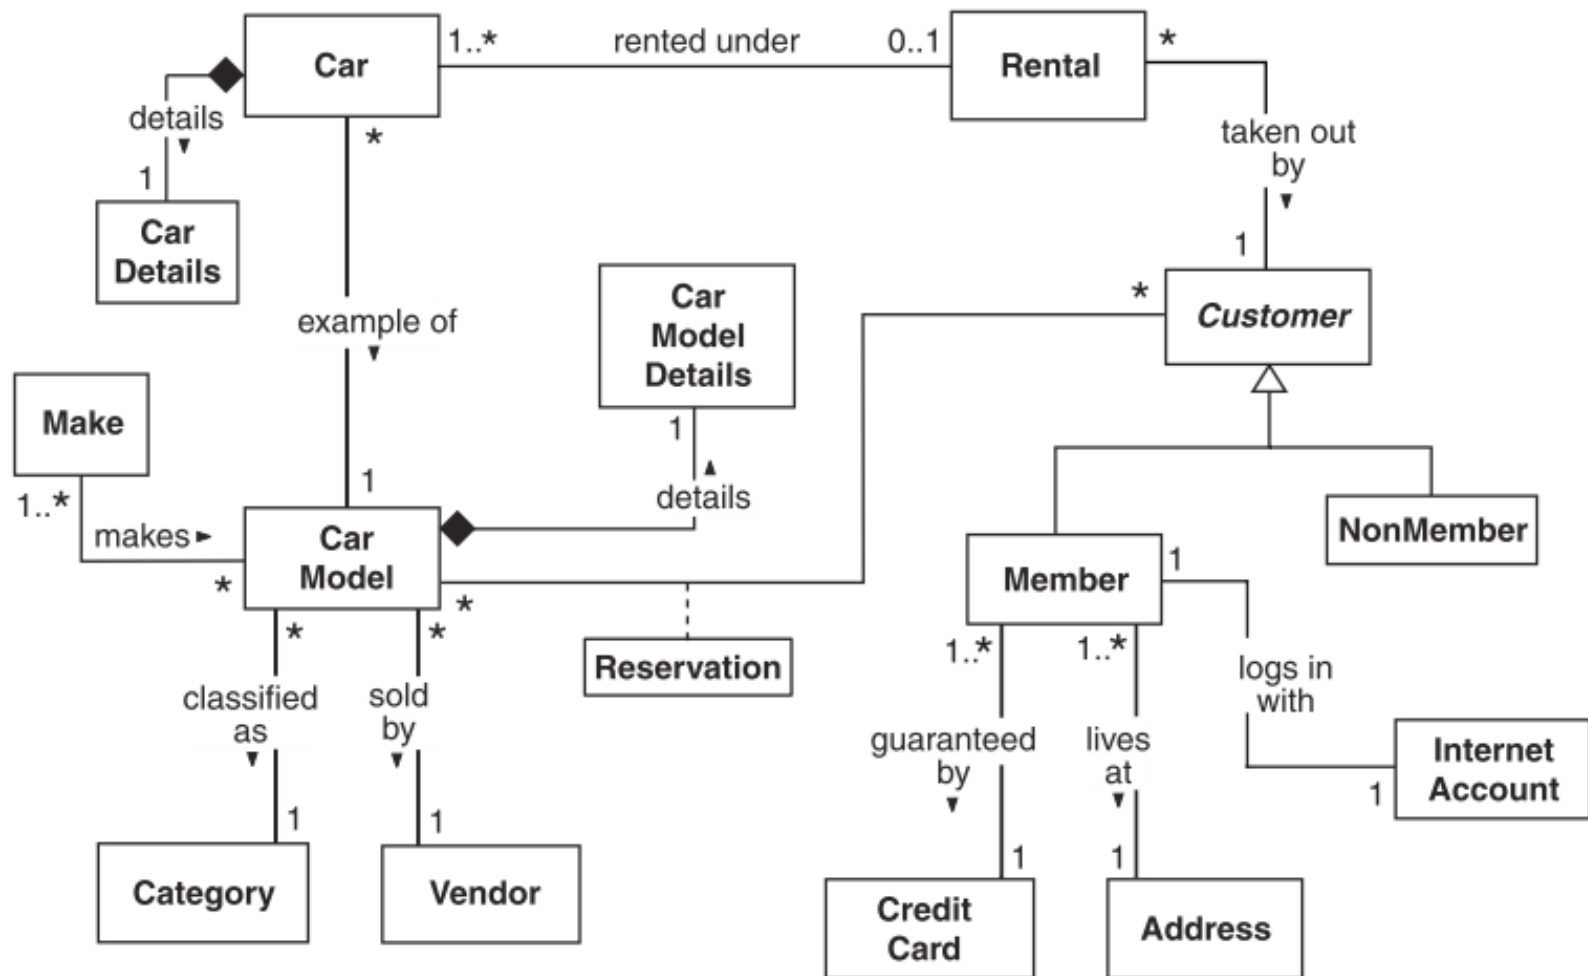 Car
1..*
rented under
0..1
Rental
*
details
*
taken out
by
1
Car
Details
1
Car
Model
Details
*
Customer
example of
Make
1
1..*
1
details
makes
Car
Model
*
*
NonMember
Member
1
*
*
Reservation
1..*
1..*
logs in
with
classified
as
sold
by
guaranteed
by
lives
at
Internet
Account
1
1
1
1
1
Category
Vendor
Credit
Card
Address